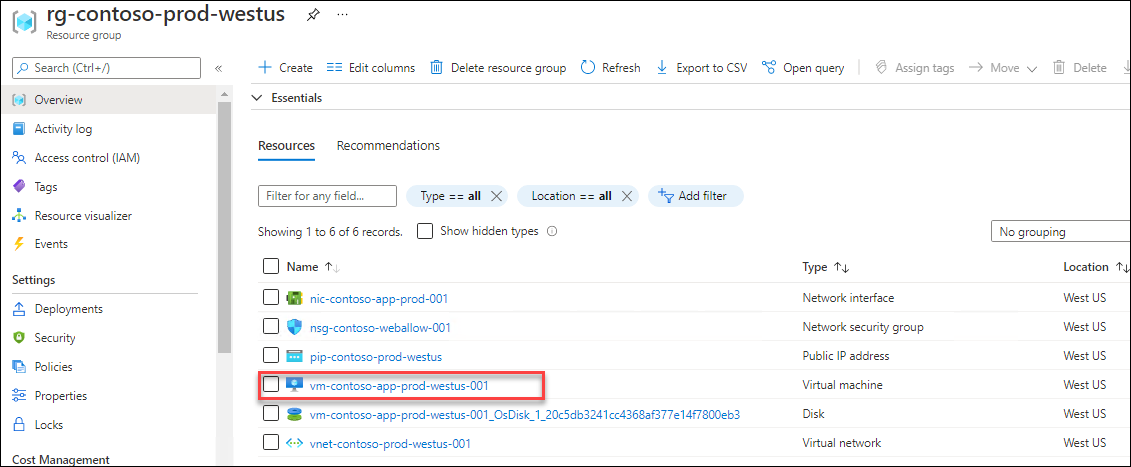 rg-contoso-prod-westus ...
Resource group
Search (Ctrl+/) «
Overview
Activity log
Access control (IAM)
Tags
Resource visualizer
Events
Settings
Deployments
Security
Policies
Properties
Locks
Cost Management
Create Edit columns Delete resource group Refresh Export to CSV Open query Assign tags Move Delete
Essentials
Resources Recommendations
Filter for any field... Type == all Location == all Add filter
Showing 1 to 6 of 6 records. Show hidden types No grouping
Name ↑↓ Type ↑↓ Location ↑↓
nic-contoso-app-prod-001 Network interface West US
nsg-contoso-weballow-001 Network security group West US
pip-contoso-prod-westus Public IP address West US
vm-contoso-app-prod-westus-001 Virtual machine West US
vm-contoso-app-prod-westus-001_OsDisk_1_20c5db3241cc4368af377e14f7800eb3 Disk West US
vnet-contoso-prod-westus-001 Virtual network West US